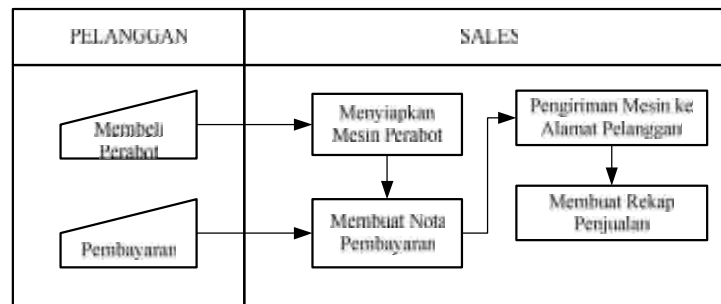 PELANGGAN
SALES
Membeli
Perabot
Menyiapkan
Mesin Perabot
Pengiriman Mesin ke
Alamat Pelanggan
Pembayaran
Membuat Nota
Pembayaran
Membuat Rekap
Penjualan